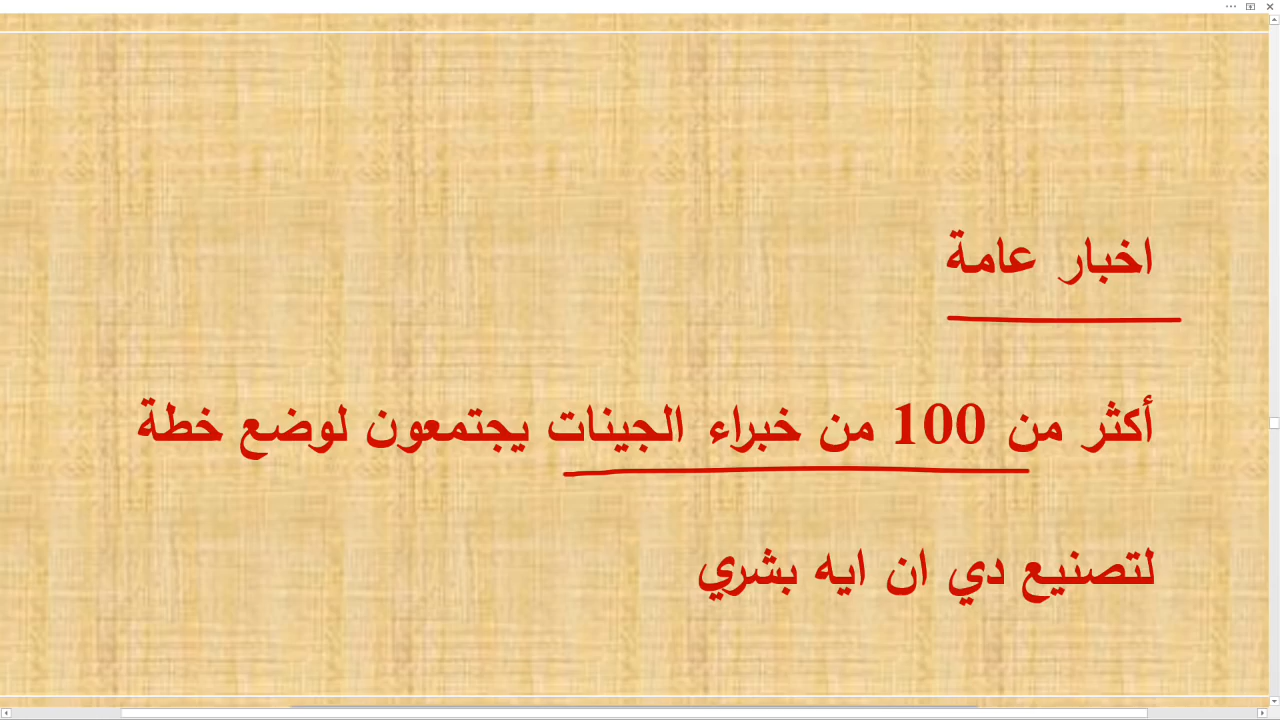 اخبار عامة
أكثر من 100 من خبراء الجينات يجتمعون لوضع خطة
لتصنيع دي ان ايه بشري